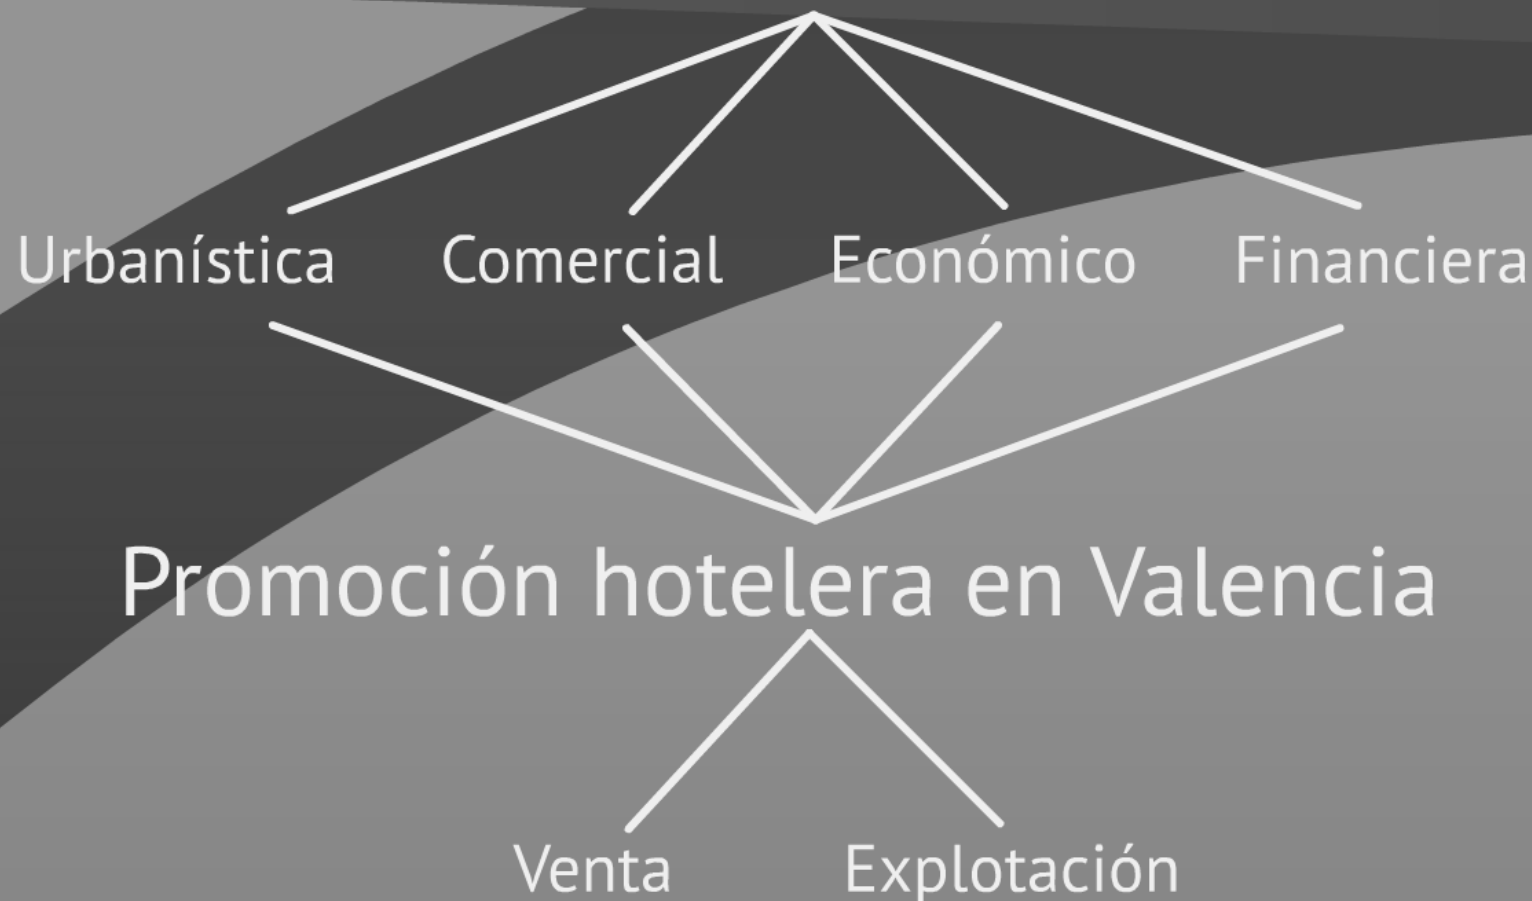 Urbanística Comercial Económico Financiera
Promoción hotelera en Valencia
Venta Explotación